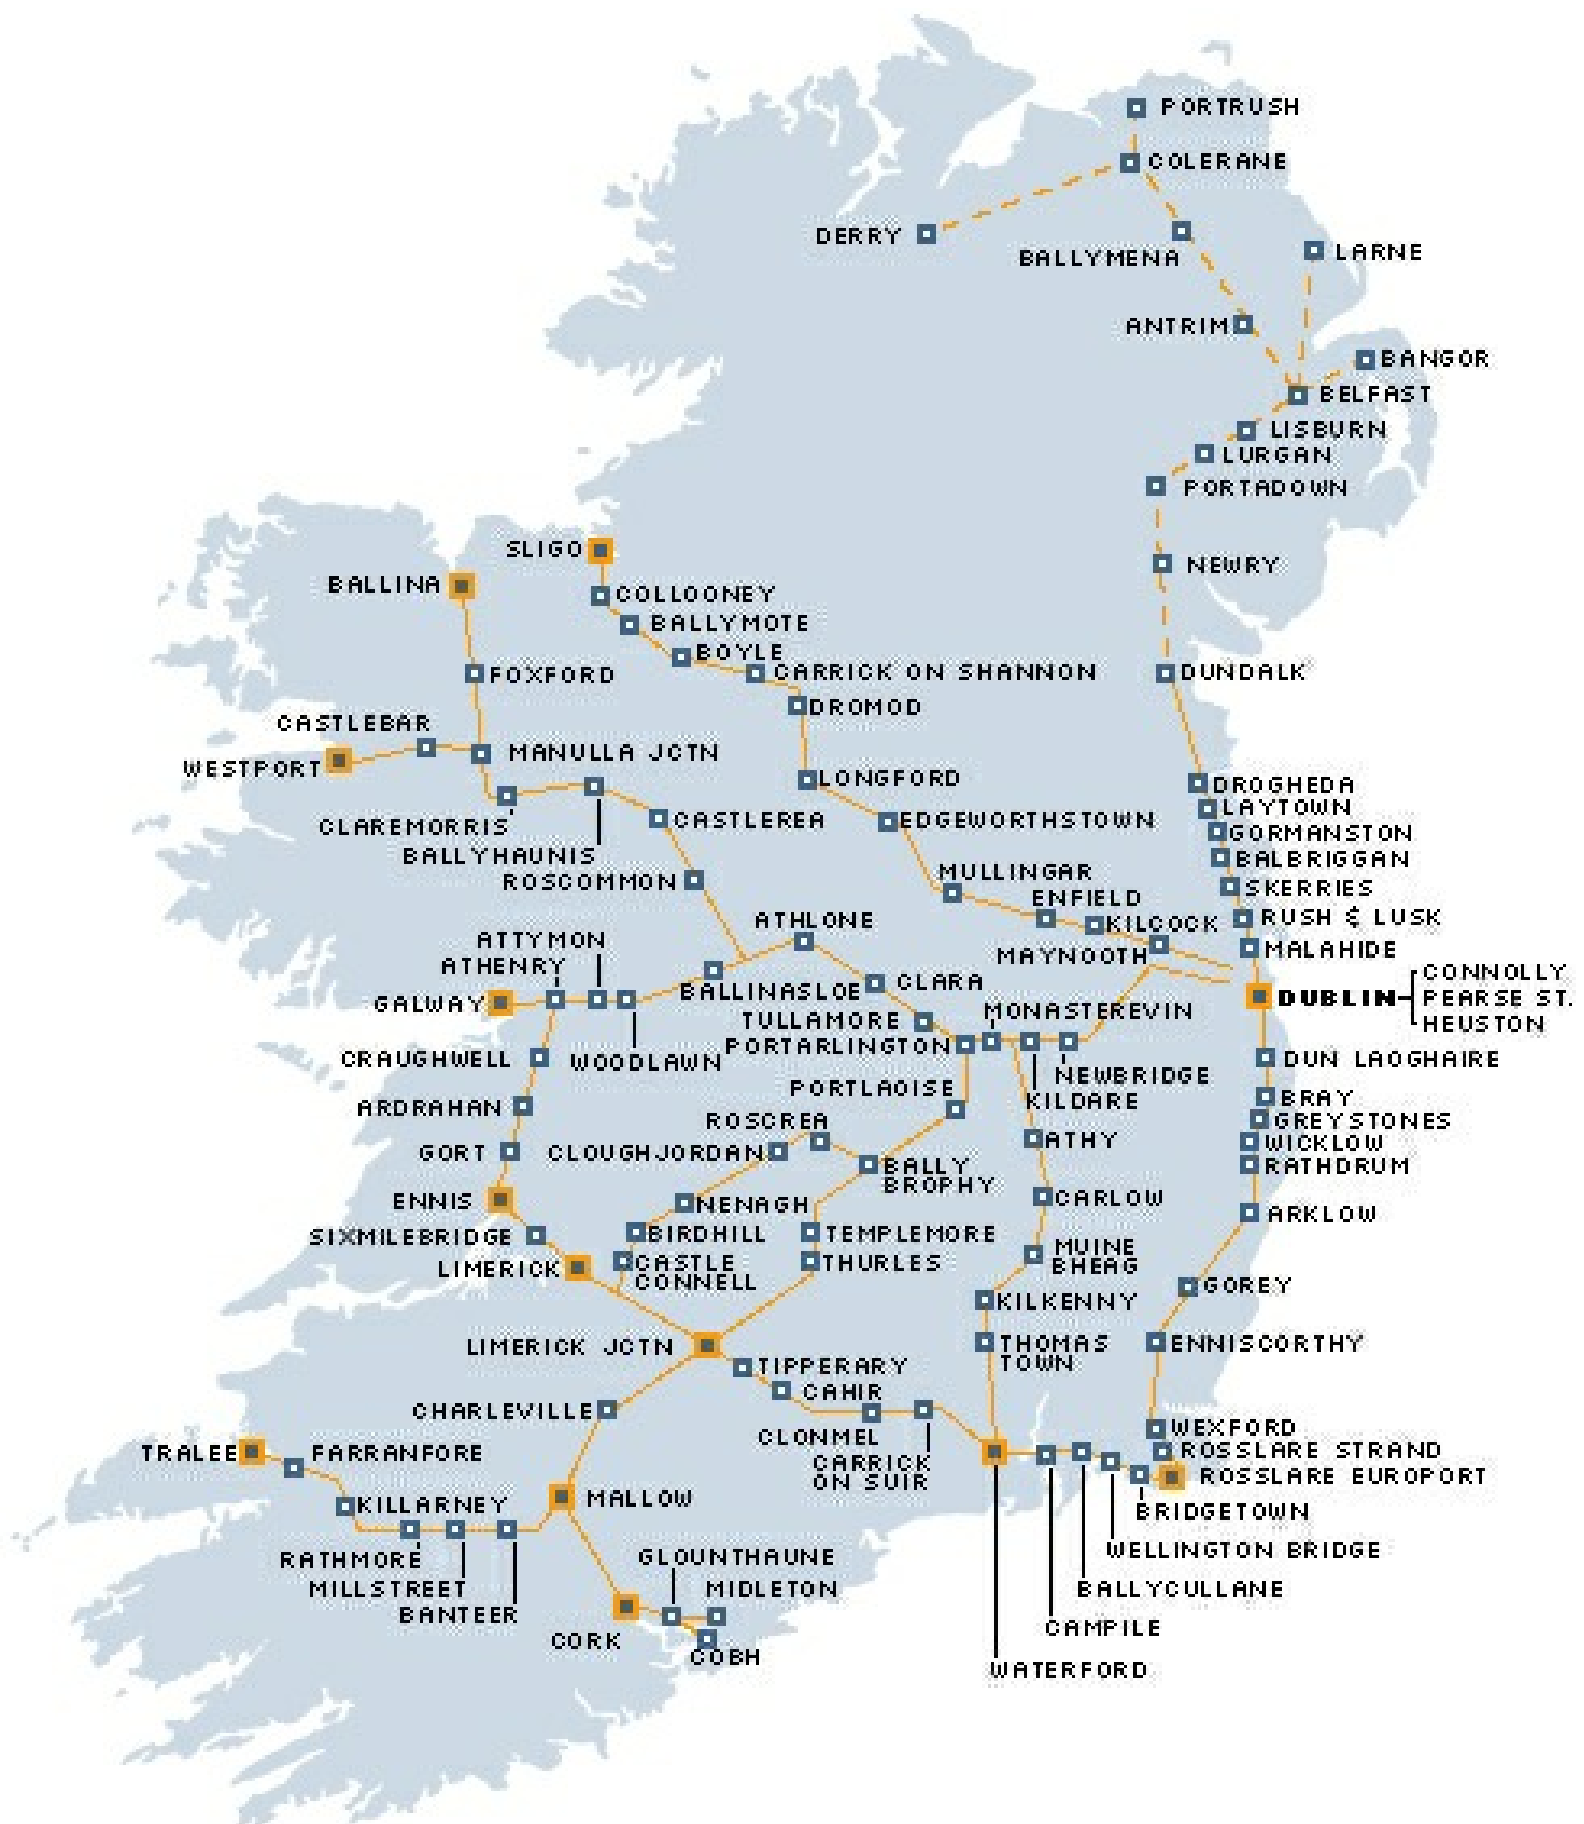 PORTRUSH
COLERANE
DERRY
BALLYMENA
LARNE
ANTRIM
BANGOR
BELFAST
LISBURN
LURGAN
PORTADOWN
SLIGO
NEWRY
BALLINA
COLLOONEY
BALLYMOTE
BOYLE
CARRICK ON SHANNON
DUNDALK
FOXFORD
DROMOD
CASTLEBAR
MANULLA JCTN
WESTPORT
LONGFORD
DROGHEDA
LAYTOWN
CLAREMORRIS
CASTLEREA
EDGEWORTHSTOWN
GORMANSTON
BALLYHAUNIS
BALBRIGGAN
ROSCOMMON
MULLINGAR
SKERRIES
ENFIELD
ATHLONE
KILCOCK
RUSH & LUSK
ATTYMON
MAYNOOTH
MALAHIDE
ATHENRY
CONNOLLY
GALWAY
BALLINASLOE
CLARA
DUBLIN
PEARSE ST.
TULLAMORE
MONASTEREVIN
HEUSTON
CRAUGHWELL
WOODLAWN
PORTARLINGTON
DUN LAOGHAIRE
NEWBRIDGE
PORTLAOISE
KILDARE
BRAY
ARDRAHAN
ROSCREA
GREYSTONES
GORT
CLOUGHJORDAN
ATHY
WICKLOW
BALLY
BROPHY
RATHDRUM
ENNIS
NENAGH
CARLOW
ARKLOW
SIXMILEBRIDGE
BIRDHILL
TEMPLEMORE
MUINE
BHEAG
LIMERICK
CASTLE
CONNELL
THURLES
GOREY
KILKENNY
LIMERICK JCTN
THOMAS
TOWN
ENNISCORTHY
TIPPERARY
CAHIR
CHARLEVILLE
CLONMEL
WEXFORD
TRALEE
FARRANFORE
CARRICK
ON SUIR
ROSSLARE STRAND
ROSSLARE EUROPORT
KILLARNEY
MALLOW
BRIDGETOWN
RATHMORE
GLOUNTHAUNE
WELLINGTON BRIDGE
MILLSTREET
MIDLETON
BALLYCULLANE
BANTEER
CORK
CAMPILE
COBH
WATERFORD